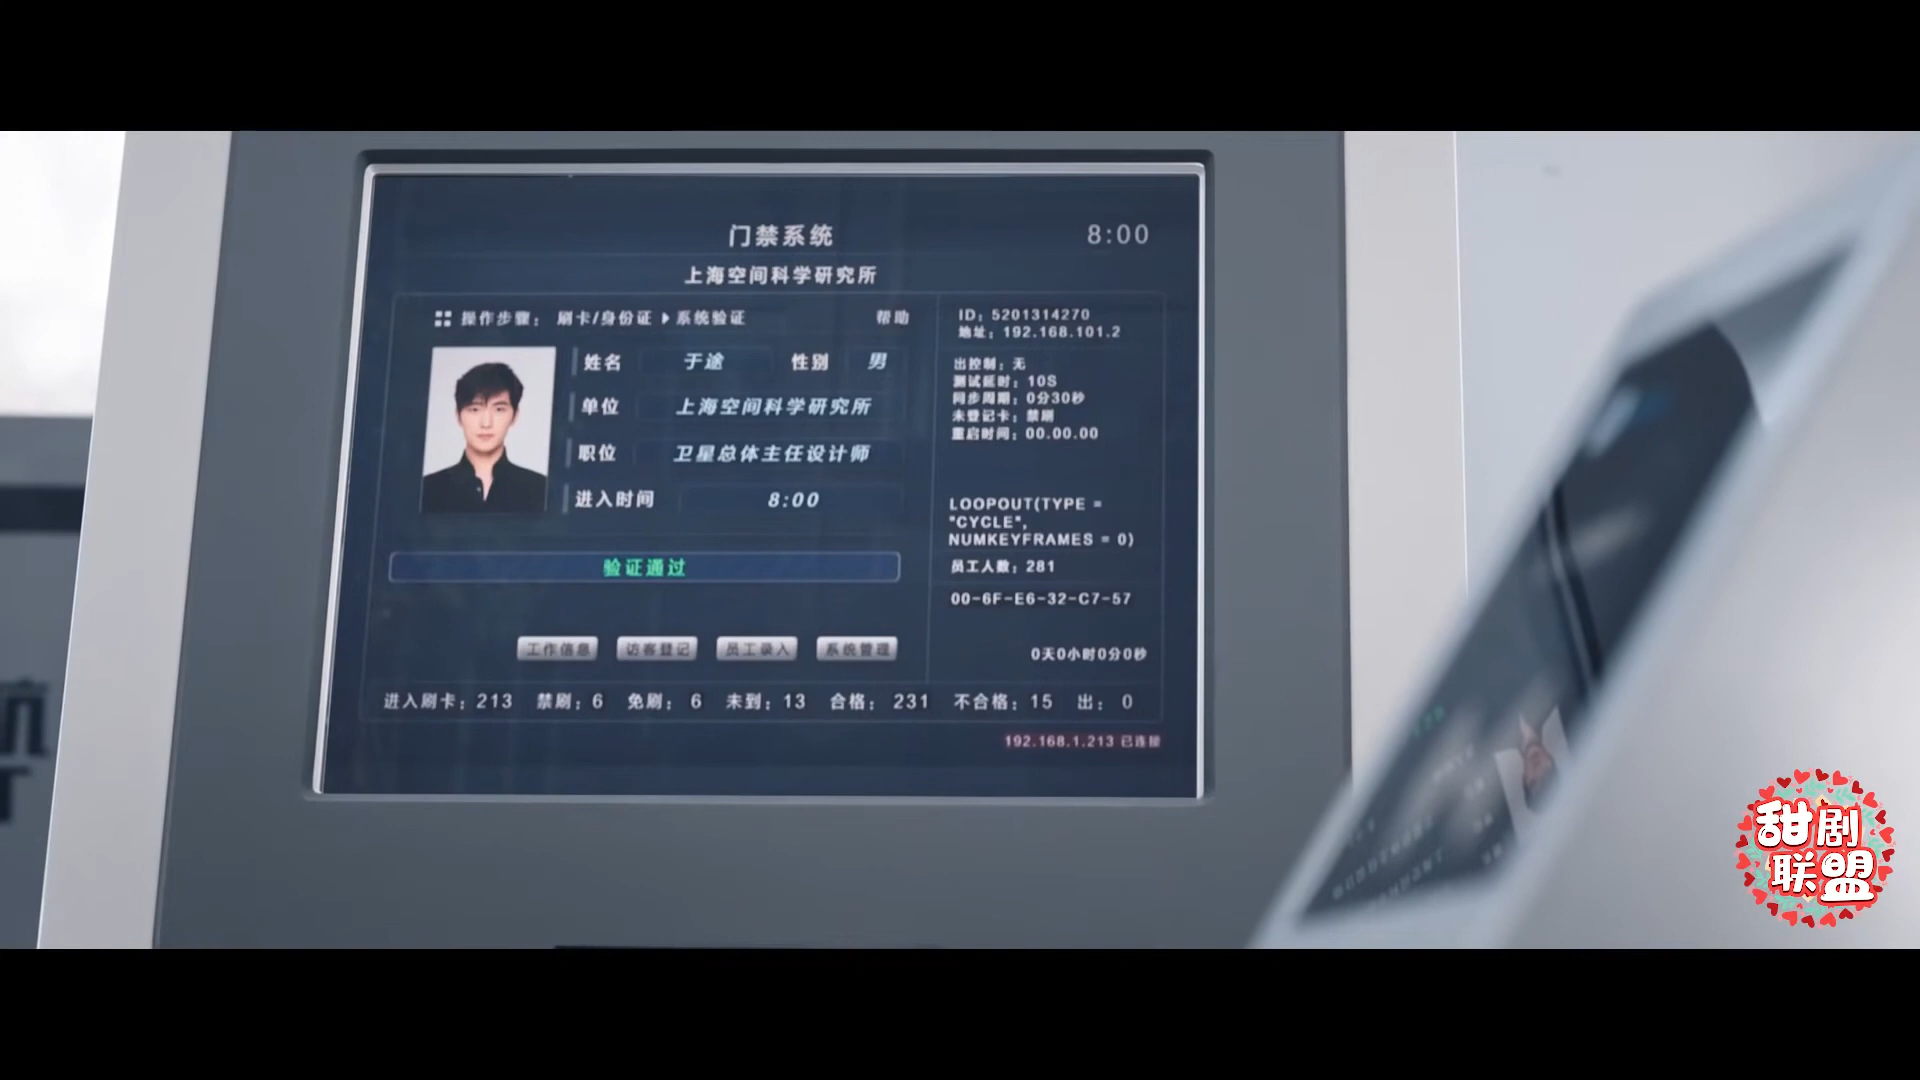 门禁系统
8:00
上海空间科学研究所
操作步骤： 刷卡/身份证 系统验证 帮助
姓名 于途 性别 男
单位 上海空间科学研究所
职位 卫星总体主任设计师
进入时间 8:00
验证通过
工作信息 访客登记 员工录入 系统管理
ID：5201314270
地址：192.168.101.2
出控制：无
测试延时：10S
同步周期：0分30秒
未登记卡：禁刷
重启时间：00.00.00
LOOPOUT(TYPE =
"CYCLE",
NUMKEYFRAMES = 0)
员工人数：281
00-6F-E6-32-C7-57
0天0小时0分0秒
进入刷卡：213 禁刷：6 免刷：6 未到：13 合格：231 不合格：15 出：0
192.168.1.213 已连接
甜剧
联盟